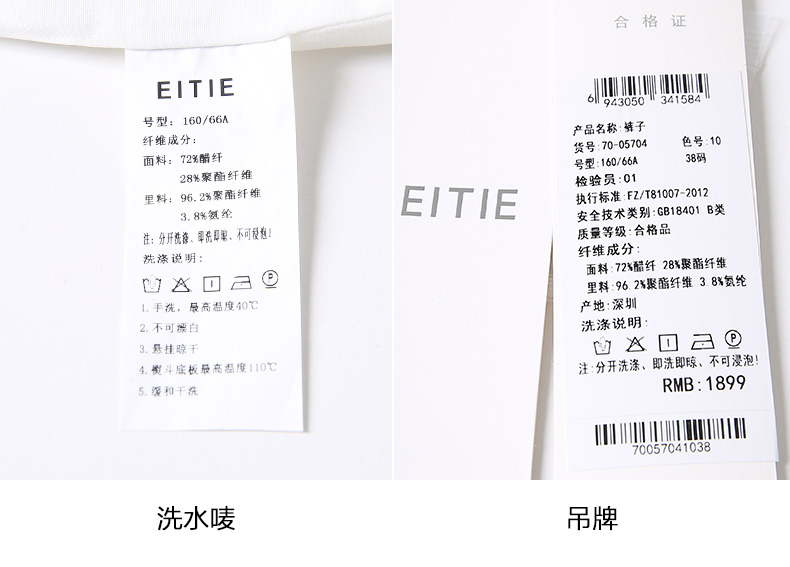 EITIE
号型：160/66A
纤维成分：
面料：72%醋纤
28%聚酯纤维
里料：96.2%聚酯纤维
3.8%氨纶
注：分开洗涤、即洗即晾、不可浸泡！
洗涤说明：
P
1.手洗，最高温度40℃
2.不可漂白
3.悬挂晾干
4.熨斗底板最高温度110℃
5.缓和干洗
洗水唛
EITIE
合格证
6 943050 341584
产品名称：裤子
货号：70-05704 色号：10
号型：160/66A 38码
检验员：01
执行标准：FZ/T81007-2012
安全技术类别：GB18401 B类
质量等级：合格品
纤维成分：
面料：72%醋纤 28%聚酯纤维
里料：96.2%聚酯纤维 3.8%氨纶
产地：深圳
洗涤说明：
P
注：分开洗涤、即洗即晾、不可浸泡！
RMB：1899
70057041038
吊牌